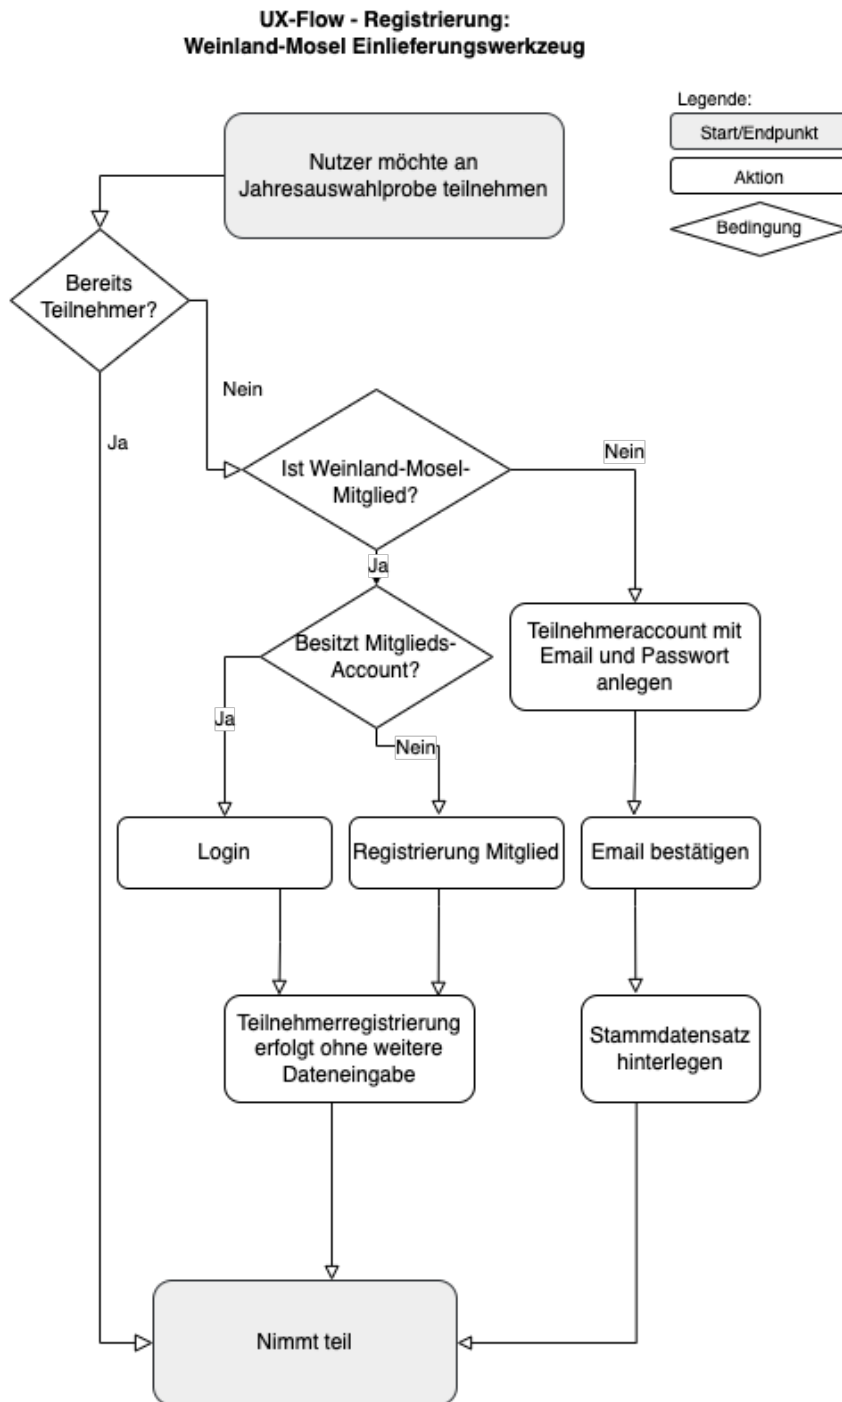 UX-Flow - Registrierung:
Weinland-Mosel Einlieferungswerkzeug
Legende:
Start/Endpunkt
Aktion
Bedingung
Nutzer möchte an
Jahresauswahlprobe teilnehmen
Bereits
Teilnehmer?
Nein
Ja
Ist Weinland-Mosel-
Mitglied?
Nein
Ja
Besitzt Mitglieds-
Account?
Teilnehmeraccount mit
Email und Passwort
anlegen
Ja
Nein
Login
Registrierung Mitglied
Email bestätigen
Teilnehmerregistrierung
erfolgt ohne weitere
Dateneingabe
Stammdatensatz
hinterlegen
Nimmt teil